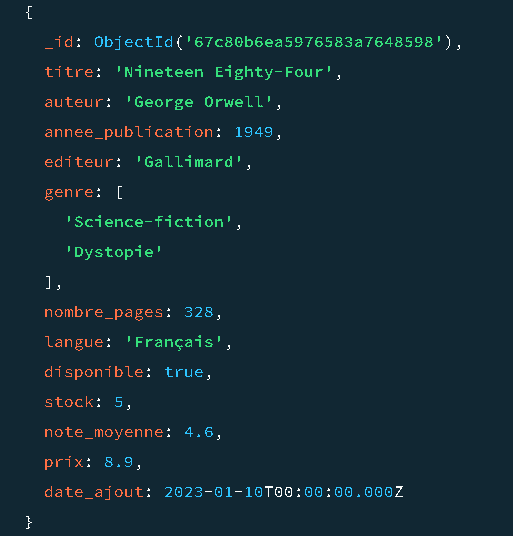 {
_id: ObjectId('67c80b6ea5976583a7648598'),
titre: 'Nineteen Eighty-Four',
auteur: 'George Orwell',
annee_publication: 1949,
editeur: 'Gallimard',
genre: [
'Science-fiction',
'Dystopie'
],
nombre_pages: 328,
langue: 'Français',
disponible: true,
stock: 5,
note_moyenne: 4.6,
prix: 8.9,
date_ajout: 2023-01-10T00:00:00.000Z
}